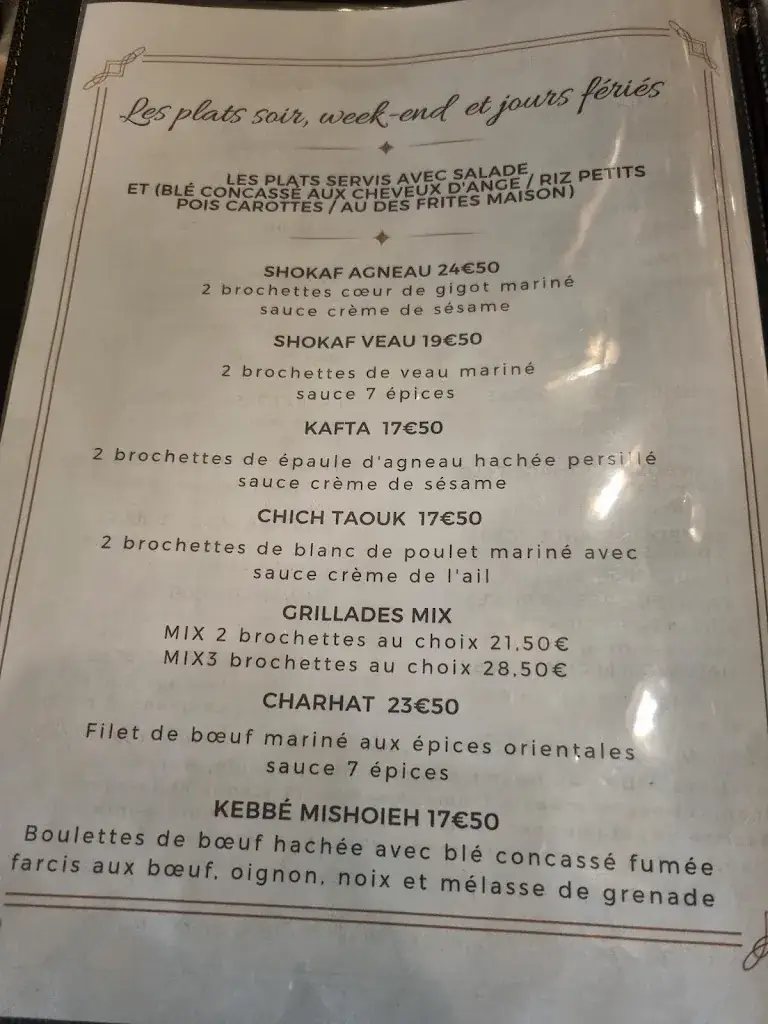 Les plats soir, week-end et jours fériés
LES PLATS SERVIS AVEC SALADE
ET (BLÉ CONCASSÉ AUX CHEVEUX D'ANGE / RIZ PETITS
POIS CAROTTES / AU DES FRITES MAISON)
SHOKAF AGNEAU 24€50
2 brochettes cœur de gigot mariné
sauce crème de sésame
SHOKAF VEAU 19€50
2 brochettes de veau mariné
sauce 7 épices
KAFTA 17€50
2 brochettes de épaule d'agneau hachée persillé
sauce crème de sésame
CHICH TAOUK 17€50
2 brochettes de blanc de poulet mariné avec
sauce crème de l'ail
GRILLADES MIX
MIX 2 brochettes au choix 21,50€
MIX3 brochettes au choix 28,50€
CHARHAT 23€50
Filet de bœuf mariné aux épices orientales
sauce 7 épices
KEBBÉ MISHOIEH 17€50
Boulettes de bœuf hachée avec blé concassé fumée
farcis aux bœuf, oignon, noix et mélasse de grenade